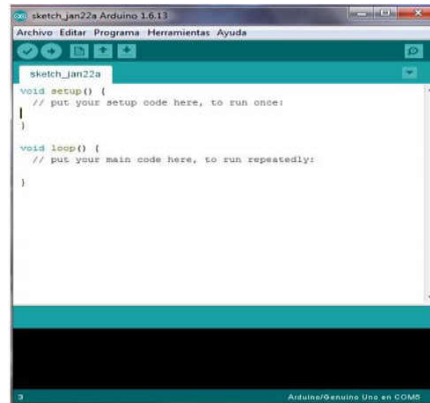 sketch_jan22a Arduino 1.6.13
Archivo Editar Programa Herramientas Ayuda
sketch_jan22a
void setup() {
// put your setup code here, to run once:
}
void loop() {
// put your main code here, to run repeatedly:
}
3 Arduino/Genuino Uno en COM5